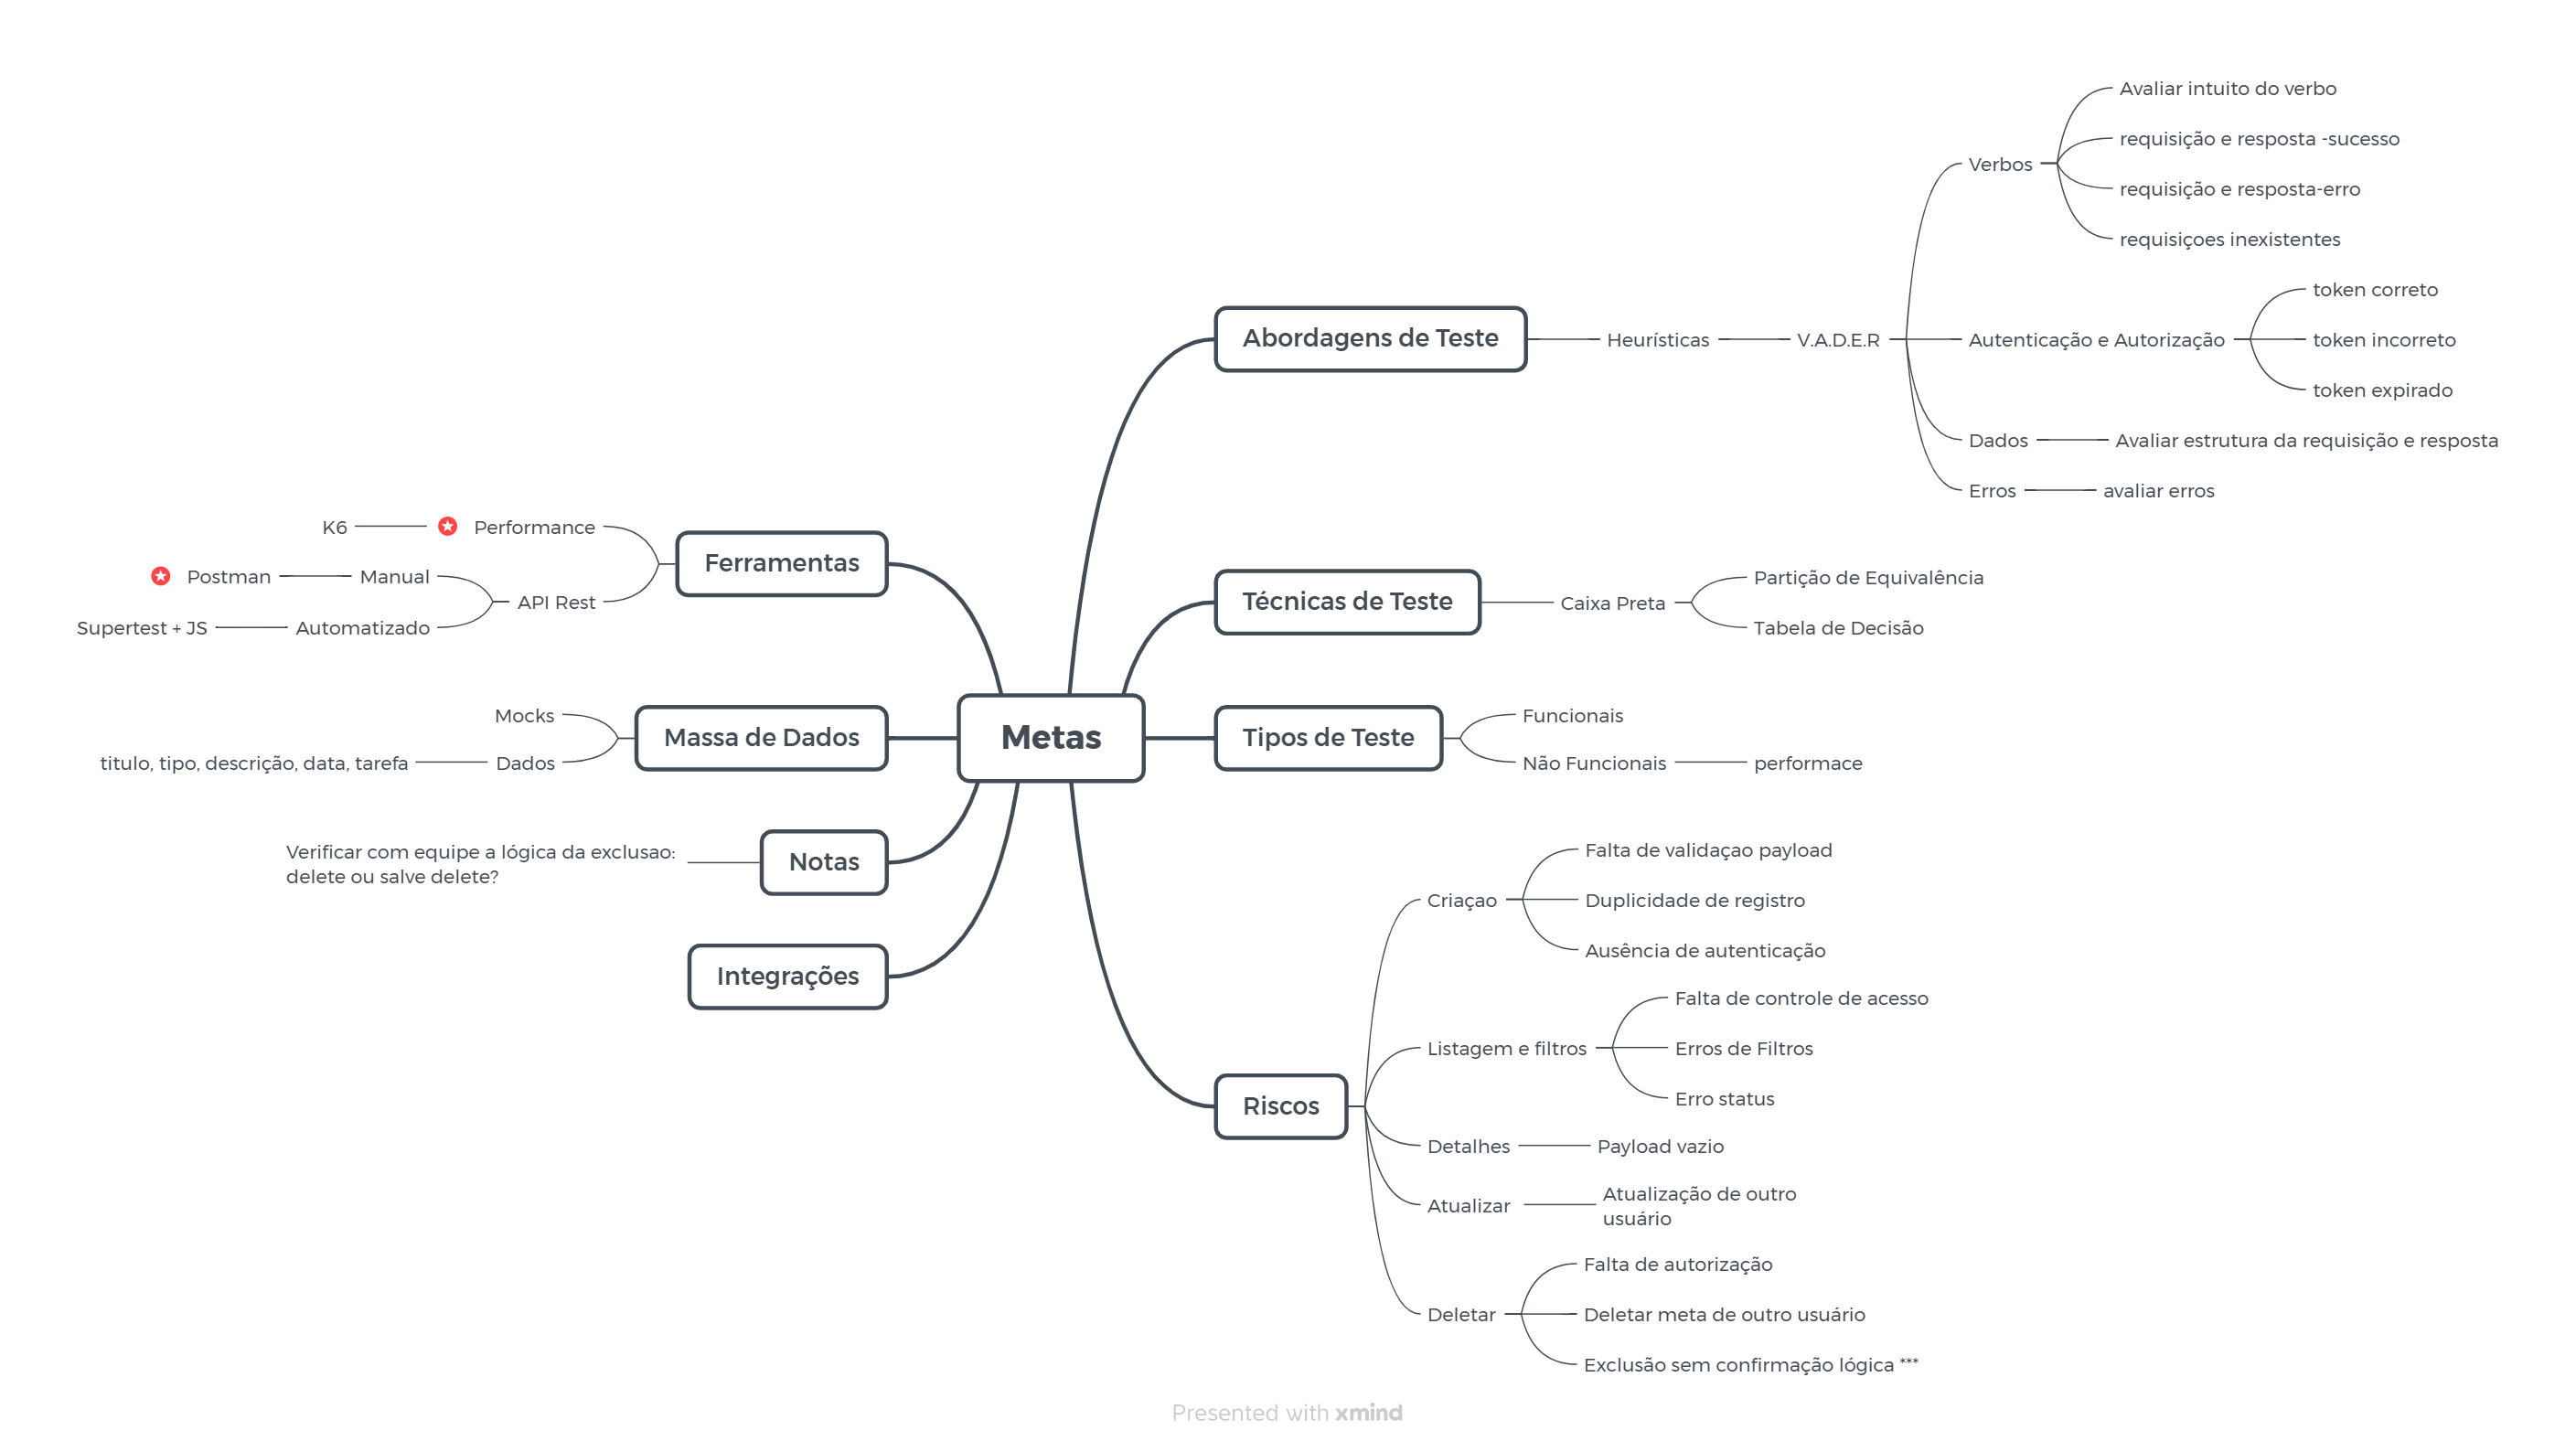 Metas
Abordagens de Teste
Heurísticas
V.A.D.E.R
Verbos
Avaliar intuito do verbo
requisição e resposta -sucesso
requisição e resposta-erro
requisiçoes inexistentes
Autenticação e Autorização
token correto
token incorreto
token expirado
Dados
Avaliar estrutura da requisição e resposta
Erros
avaliar erros
Técnicas de Teste
Caixa Preta
Partição de Equivalência
Tabela de Decisão
Tipos de Teste
Funcionais
Não Funcionais
performace
Riscos
Criaçao
Falta de validaçao payload
Duplicidade de registro
Ausência de autenticação
Listagem e filtros
Falta de controle de acesso
Erros de Filtros
Erro status
Detalhes
Payload vazio
Atualizar
Atualização de outro
usuário
Deletar
Falta de autorização
Deletar meta de outro usuário
Exclusão sem confirmação lógica ***
Ferramentas
Performance
K6
API Rest
Manual
Postman
Automatizado
Supertest + JS
Massa de Dados
Mocks
Dados
titulo, tipo, descrição, data, tarefa
Notas
Verificar com equipe a lógica da exclusao:
delete ou salve delete?
Integrações
Presented with xmind